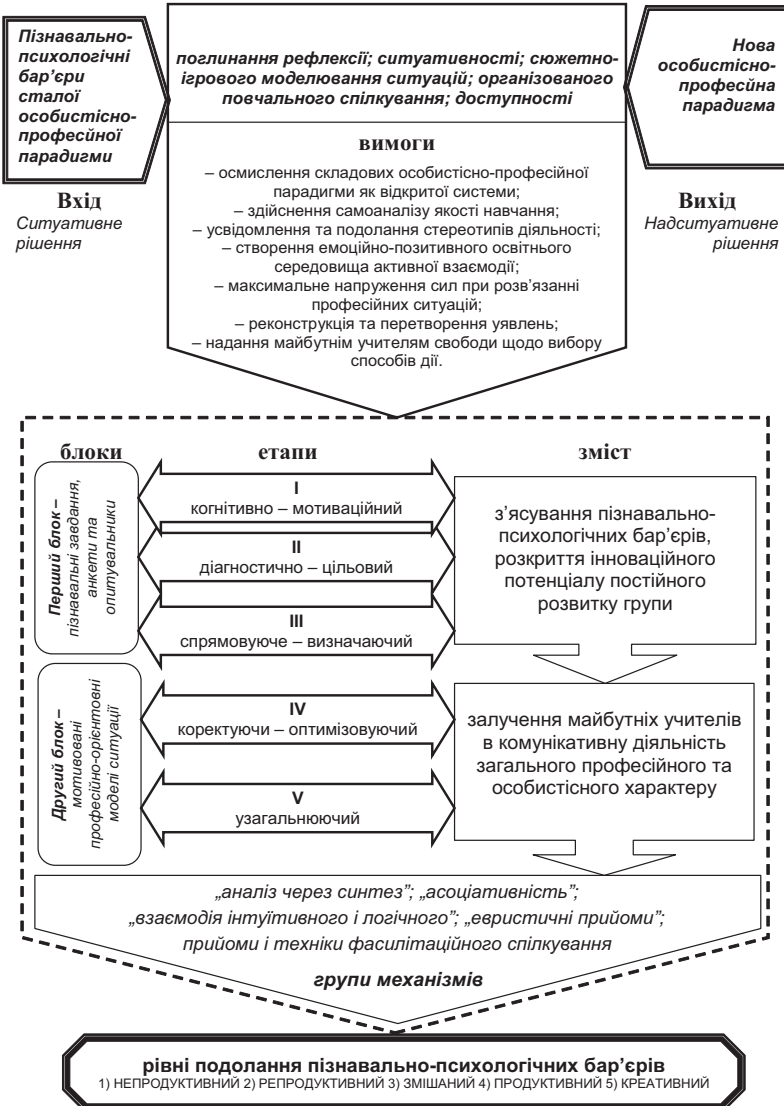 Пізнавально-
психологічні
бар’єри
сталої
особистісно-
професійної
парадигми
Вхід
Ситуативне
рішення
поглинання рефлексії; ситуативності; сюжетно-
ігрового моделювання ситуацій; організованого
повчального спілкування; доступності
вимоги
– осмислення складових особистісно-професійної
парадигми як відкритої системи;
– здійснення самоаналізу якості навчання;
– усвідомлення та подолання стереотипів діяльності;
– створення емоційно-позитивного освітнього
середовища активної взаємодії;
– максимальне напруження сил при розв’язанні
професійних ситуацій;
– реконструкція та перетворення уявлень;
– надання майбутнім учителям свободи щодо вибору
способів дії.
Нова
особистісно-
професійна
парадигма
Вихід
Надситуативне
рішення
блоки
етапи
зміст
Перший блок –
пізнавальні завдання,
анкети та
опитувальники
I
когнітивно – мотиваційний
II
діагностично – цільовий
III
спрямовуюче – визначаючий
з’ясування пізнавально-
психологічних бар’єрів,
розкриття інноваційного
потенціалу постійного
розвитку групи
Другий блок –
мотивовані
професійно-орієнтовні
моделі ситуації
IV
коректуючи – оптимізовуючий
V
узагальнюючий
залучення майбутніх учителів
в комунікативну діяльність
загального професійного та
особистісного характеру
„аналіз через синтез”; „асоціативність”;
„взаємодія інтуїтивного і логічного”; „евристичні прийоми”;
прийоми і техніки фасилітаційного спілкування
групи механізмів
рівні подолання пізнавально-психологічних бар’єрів
1) НЕПРОДУКТИВНИЙ 2) РЕПРОДУКТИВНИЙ 3) ЗМІШАНИЙ 4) ПРОДУКТИВНИЙ 5) КРЕАТИВНИЙ